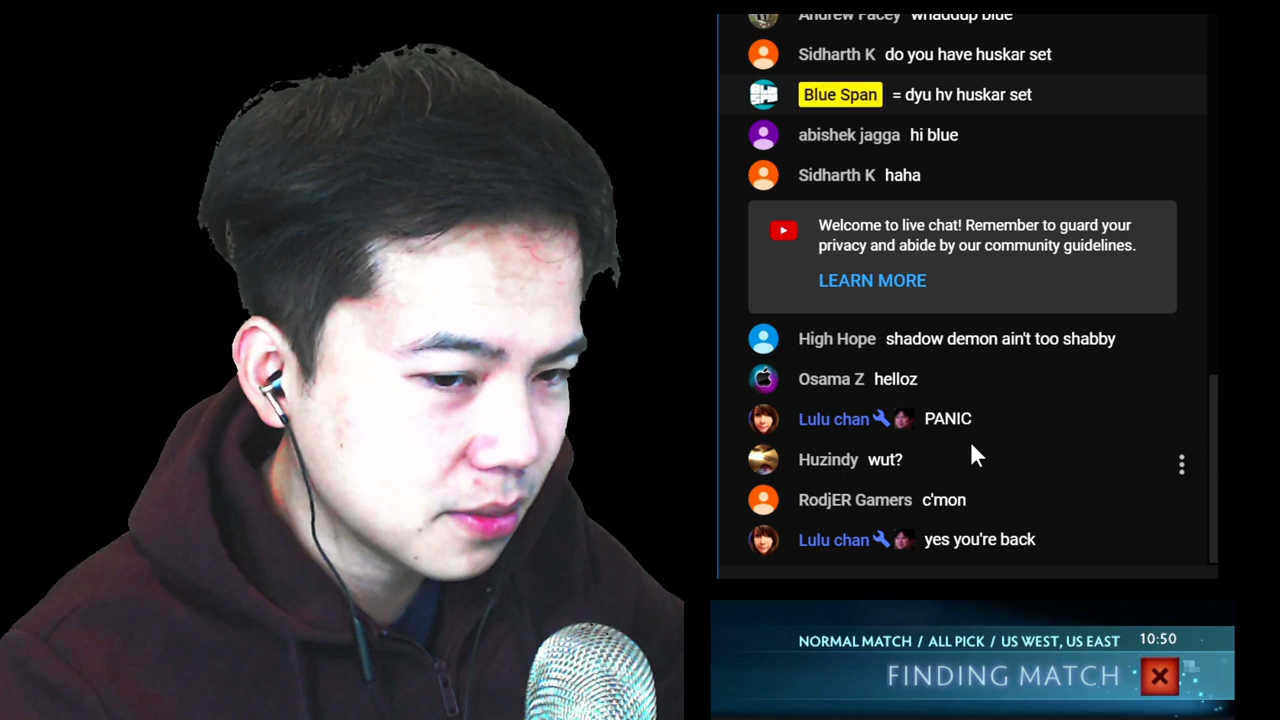 Andrew Pacey whaddup blue
Sidharth K do you have huskar set
Blue Span = dyu hv huskar set
abishek jagga hi blue
Sidharth K haha
Welcome to live chat! Remember to guard your
privacy and abide by our community guidelines.
LEARN MORE
High Hope shadow demon ain't too shabby
Osama Z helloz
Lulu chan PANIC
Huzindy wut?
RodjER Gamers c'mon
Lulu chan yes you're back
NORMAL MATCH / ALL PICK / US WEST, US EAST 10:50
FINDING MATCH